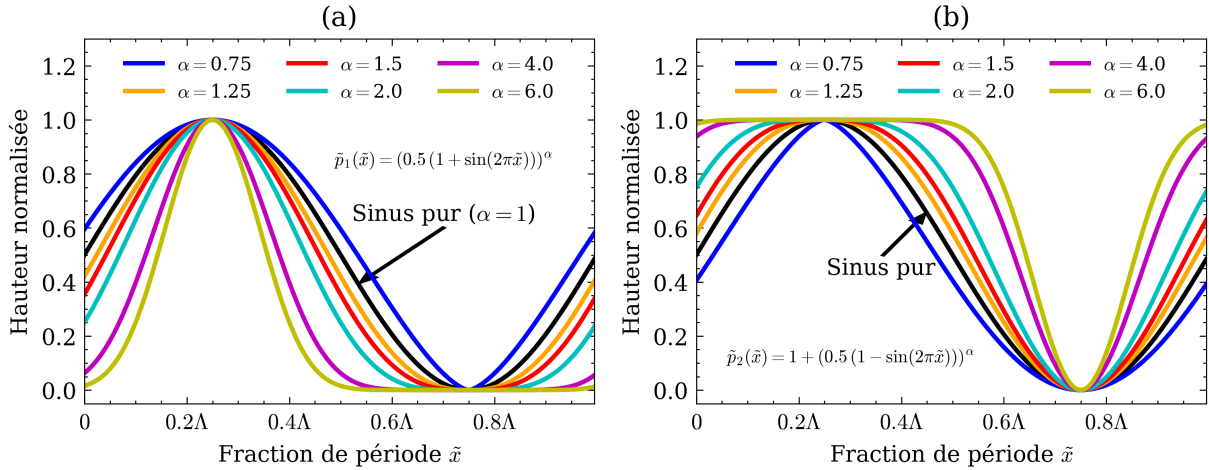 (a)
1.2
1.0
0.8
0.6
0.4
0.2
0.0
Hauteur normalisée
α = 0.75 α = 1.5 α = 4.0
α = 1.25 α = 2.0 α = 6.0
p̃₁(x̃) = (0.5 (1 + sin(2πx̃)))^α
Sinus pur (α = 1)
0 0.2Λ 0.4Λ 0.6Λ 0.8Λ
Fraction de période x̃
(b)
1.2
1.0
0.8
0.6
0.4
0.2
0.0
Hauteur normalisée
α = 0.75 α = 1.5 α = 4.0
α = 1.25 α = 2.0 α = 6.0
Sinus pur
p̃₂(x̃) = 1 + (0.5 (1 − sin(2πx̃)))^α
0 0.2Λ 0.4Λ 0.6Λ 0.8Λ
Fraction de période x̃